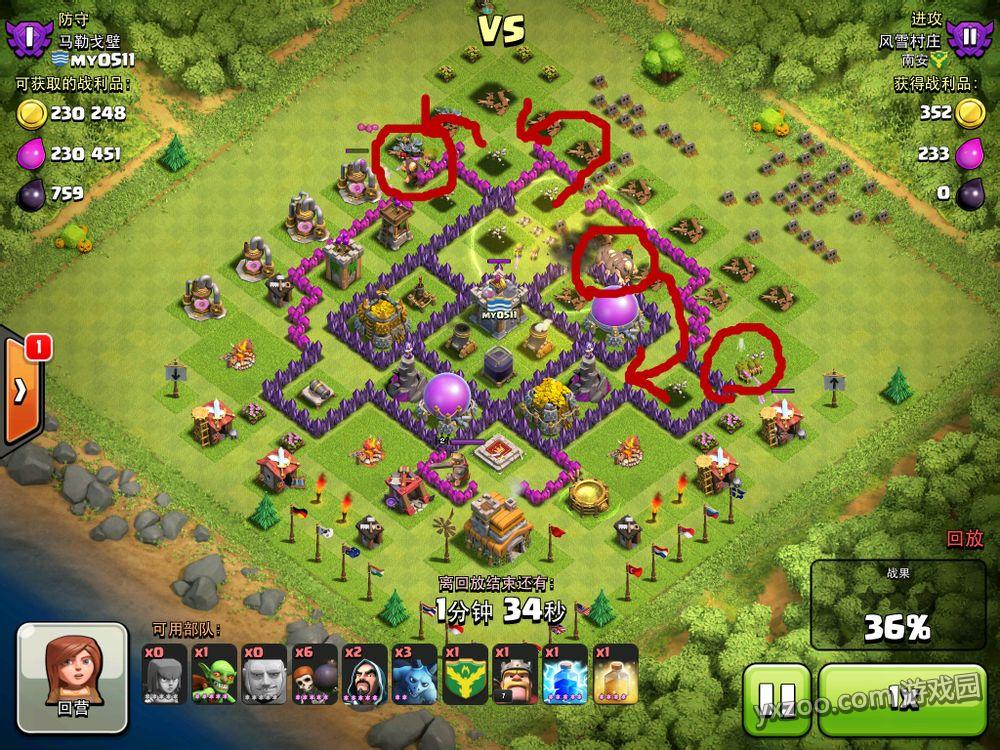 防守
马勒戈壁
MY0511
可获取的战利品:
230 248
230 451
759
VS
进攻
风雪村庄
南安
获得战利品:
352
233
0
1
MY0511
回放
离回放结束还有:
1分钟 34秒
战果
36%
可用部队:
x0
x1
x0
x6
x2
x3
x1
x1
x1
x1
7
回营
1x
yxzoo.com游戏园